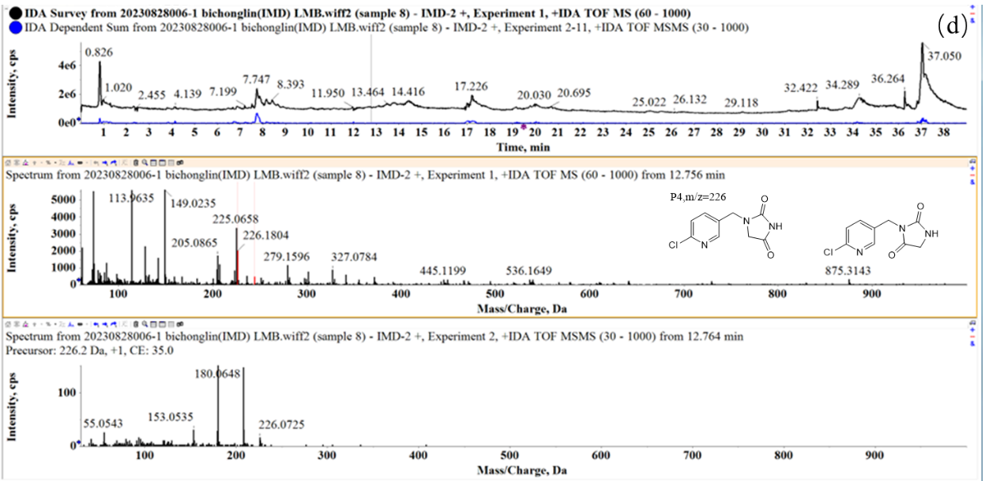 IDA Survey from 20230828006-1 bichonglin(IMD) LMB.wiff2 (sample 8) - IMD-2 +, Experiment 1, +IDA TOF MS (60 - 1000)
IDA Dependent Sum from 20230828006-1 bichonglin(IMD) LMB.wiff2 (sample 8) - IMD-2 +, Experiment 2-11, +IDA TOF MSMS (30 - 1000)
(d)
Intensity, cps
4e6
2e6
0e0
0.826
1.020
2.455
4.139
7.199
7.747
8.393
11.950
13.464
14.416
17.226
20.030
20.695
25.022
26.132
29.118
32.422
34.289
36.264
37.050
1 2 3 4 5 6 7 8 9 10 11 12 13 14 15 16 17 18 19 20 21 22 23 24 25 26 27 28 29 30 31 32 33 34 35 36 37 38
Time, min
Spectrum from 20230828006-1 bichonglin(IMD) LMB.wiff2 (sample 8) - IMD-2 +, Experiment 1, +IDA TOF MS (60 - 1000) from 12.756 min
Intensity, cps
5000
4000
3000
2000
1000
0
113.9635
149.0235
205.0865
225.0658
226.1804
279.1596
327.0784
445.1199
536.1649
875.3143
P4,m/z=226
O
N
NH
O
Cl
N
O
N
NH
O
Cl
N
100 200 300 400 500 600 700 800 900
Mass/Charge, Da
Spectrum from 20230828006-1 bichonglin(IMD) LMB.wiff2 (sample 8) - IMD-2 +, Experiment 2, +IDA TOF MSMS (30 - 1000) from 12.764 min
Precursor: 226.2 Da, +1, CE: 35.0
Intensity, cps
100
0
55.0543
153.0535
180.0648
226.0725
100 200 300 400 500 600 700 800 900
Mass/Charge, Da